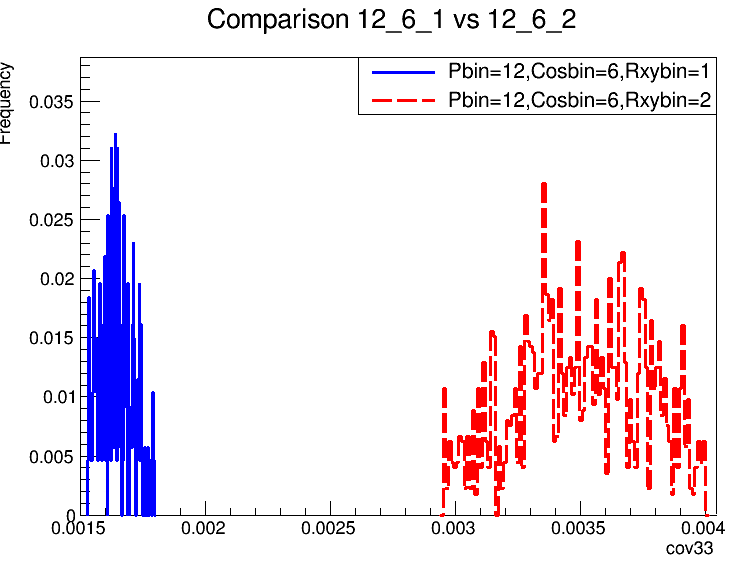 Comparison 12_6_1 vs 12_6_2
Frequency
Pbin=12,Cosbin=6,Rxybin=1
Pbin=12,Cosbin=6,Rxybin=2
0.035
0.03
0.025
0.02
0.015
0.01
0.005
0
0.0015
0.002
0.0025
0.003
0.0035
0.004
cov33